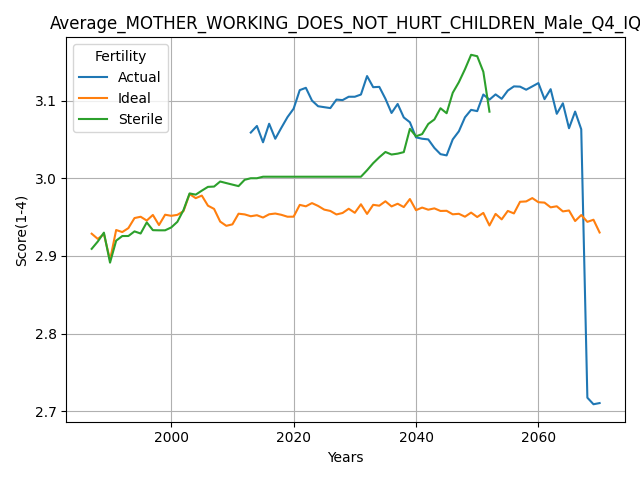 Average_MOTHER_WORKING_DOES_NOT_HURT_CHILDREN_Male_Q4_IQ
Fertility
Actual
Ideal
Sterile
Score(1-4)
3.1
3.0
2.9
2.8
2.7
2000
2020
2040
2060
Years